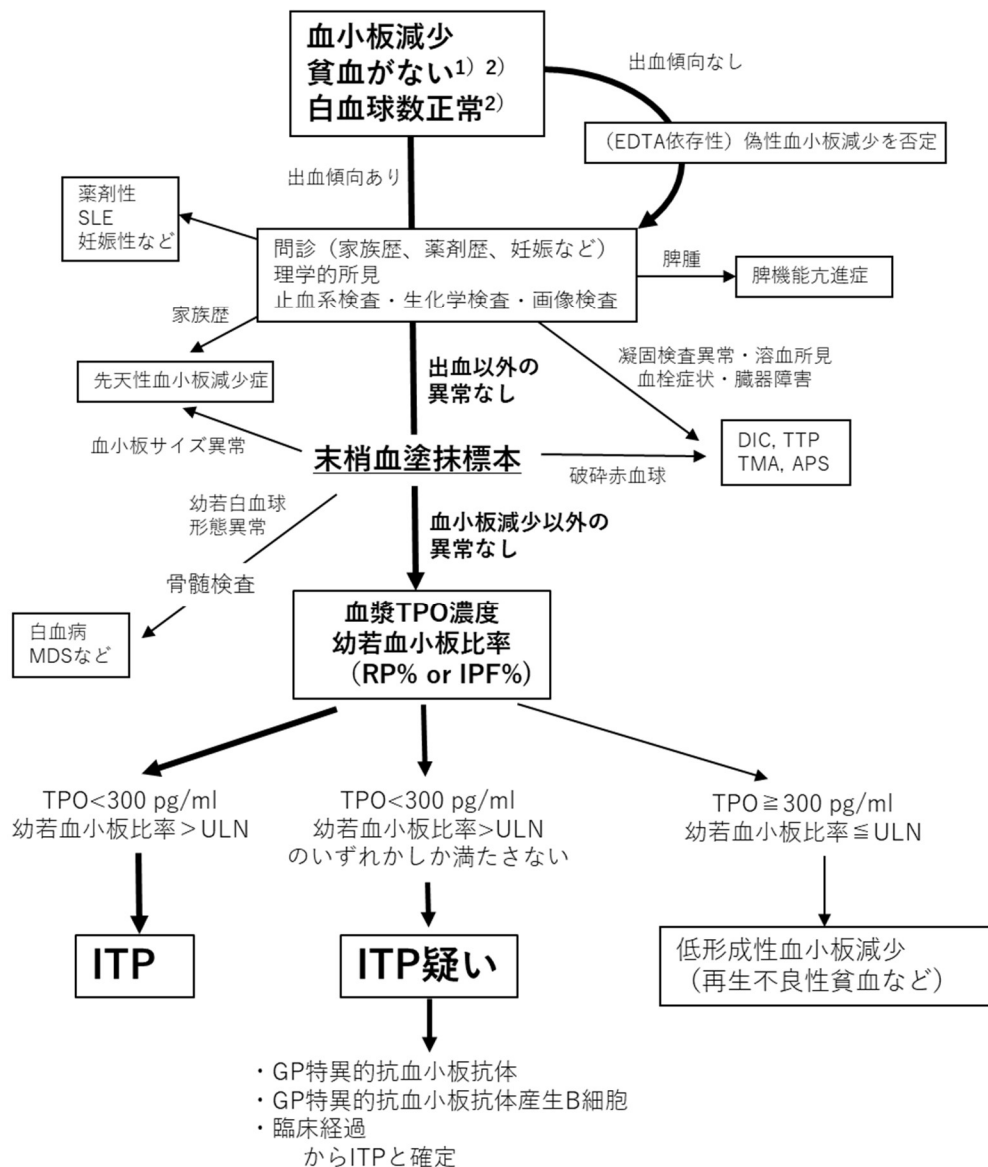 血小板減少
貧血がない1) 2)
白血球数正常2)
出血傾向なし
(EDTA依存性)偽性血小板減少を否定
出血傾向あり
薬剤性
SLE
妊娠性など
問診(家族歴、薬剤歴、妊娠など)
理学的所見
止血系検査・生化学検査・画像検査
脾腫
脾機能亢進症
家族歴
先天性血小板減少症
出血以外の
異常なし
凝固検査異常・溶血所見
血栓症状・臓器障害
血小板サイズ異常
末梢血塗抹標本
破砕赤血球
DIC, TTP
TMA, APS
幼若白血球
形態異常
血小板減少以外の
異常なし
骨髄検査
白血病
MDSなど
血漿TPO濃度
幼若血小板比率
(RP% or IPF%)
TPO<300 pg/ml
幼若血小板比率>ULN
TPO<300 pg/ml
幼若血小板比率>ULN
のいずれかしか満たさない
TPO≧300 pg/ml
幼若血小板比率≦ULN
ITP
ITP疑い
低形成性血小板減少
(再生不良性貧血など)
・GP特異的抗血小板抗体
・GP特異的抗血小板抗体産生B細胞
・臨床経過
からITPと確定